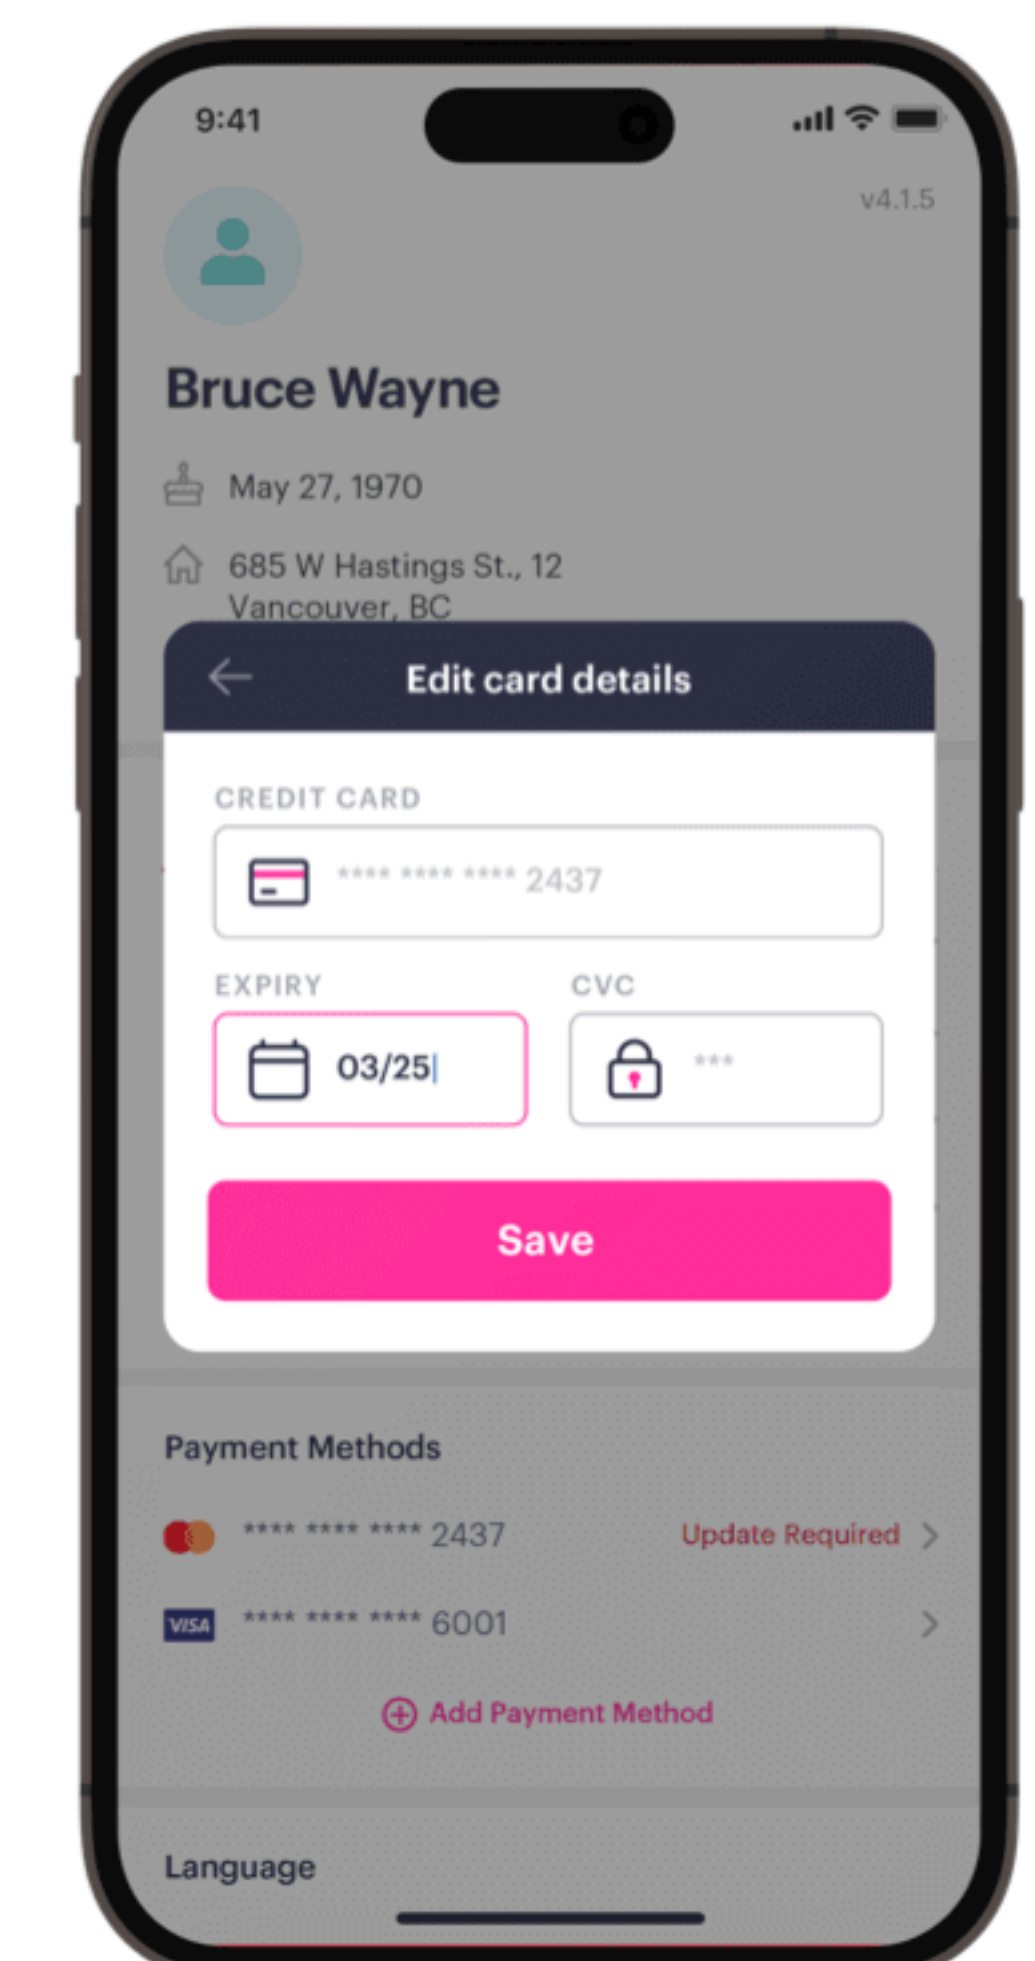 9:41
v4.1.5
Bruce Wayne
May 27, 1970
685 W Hastings St., 12
Vancouver, BC
Edit card details
CREDIT CARD
**** **** **** 2437
EXPIRY
CVC
03/25
***
Save
Payment Methods
**** **** **** 2437
Update Required
VISA
**** **** **** 6001
Add Payment Method
Language